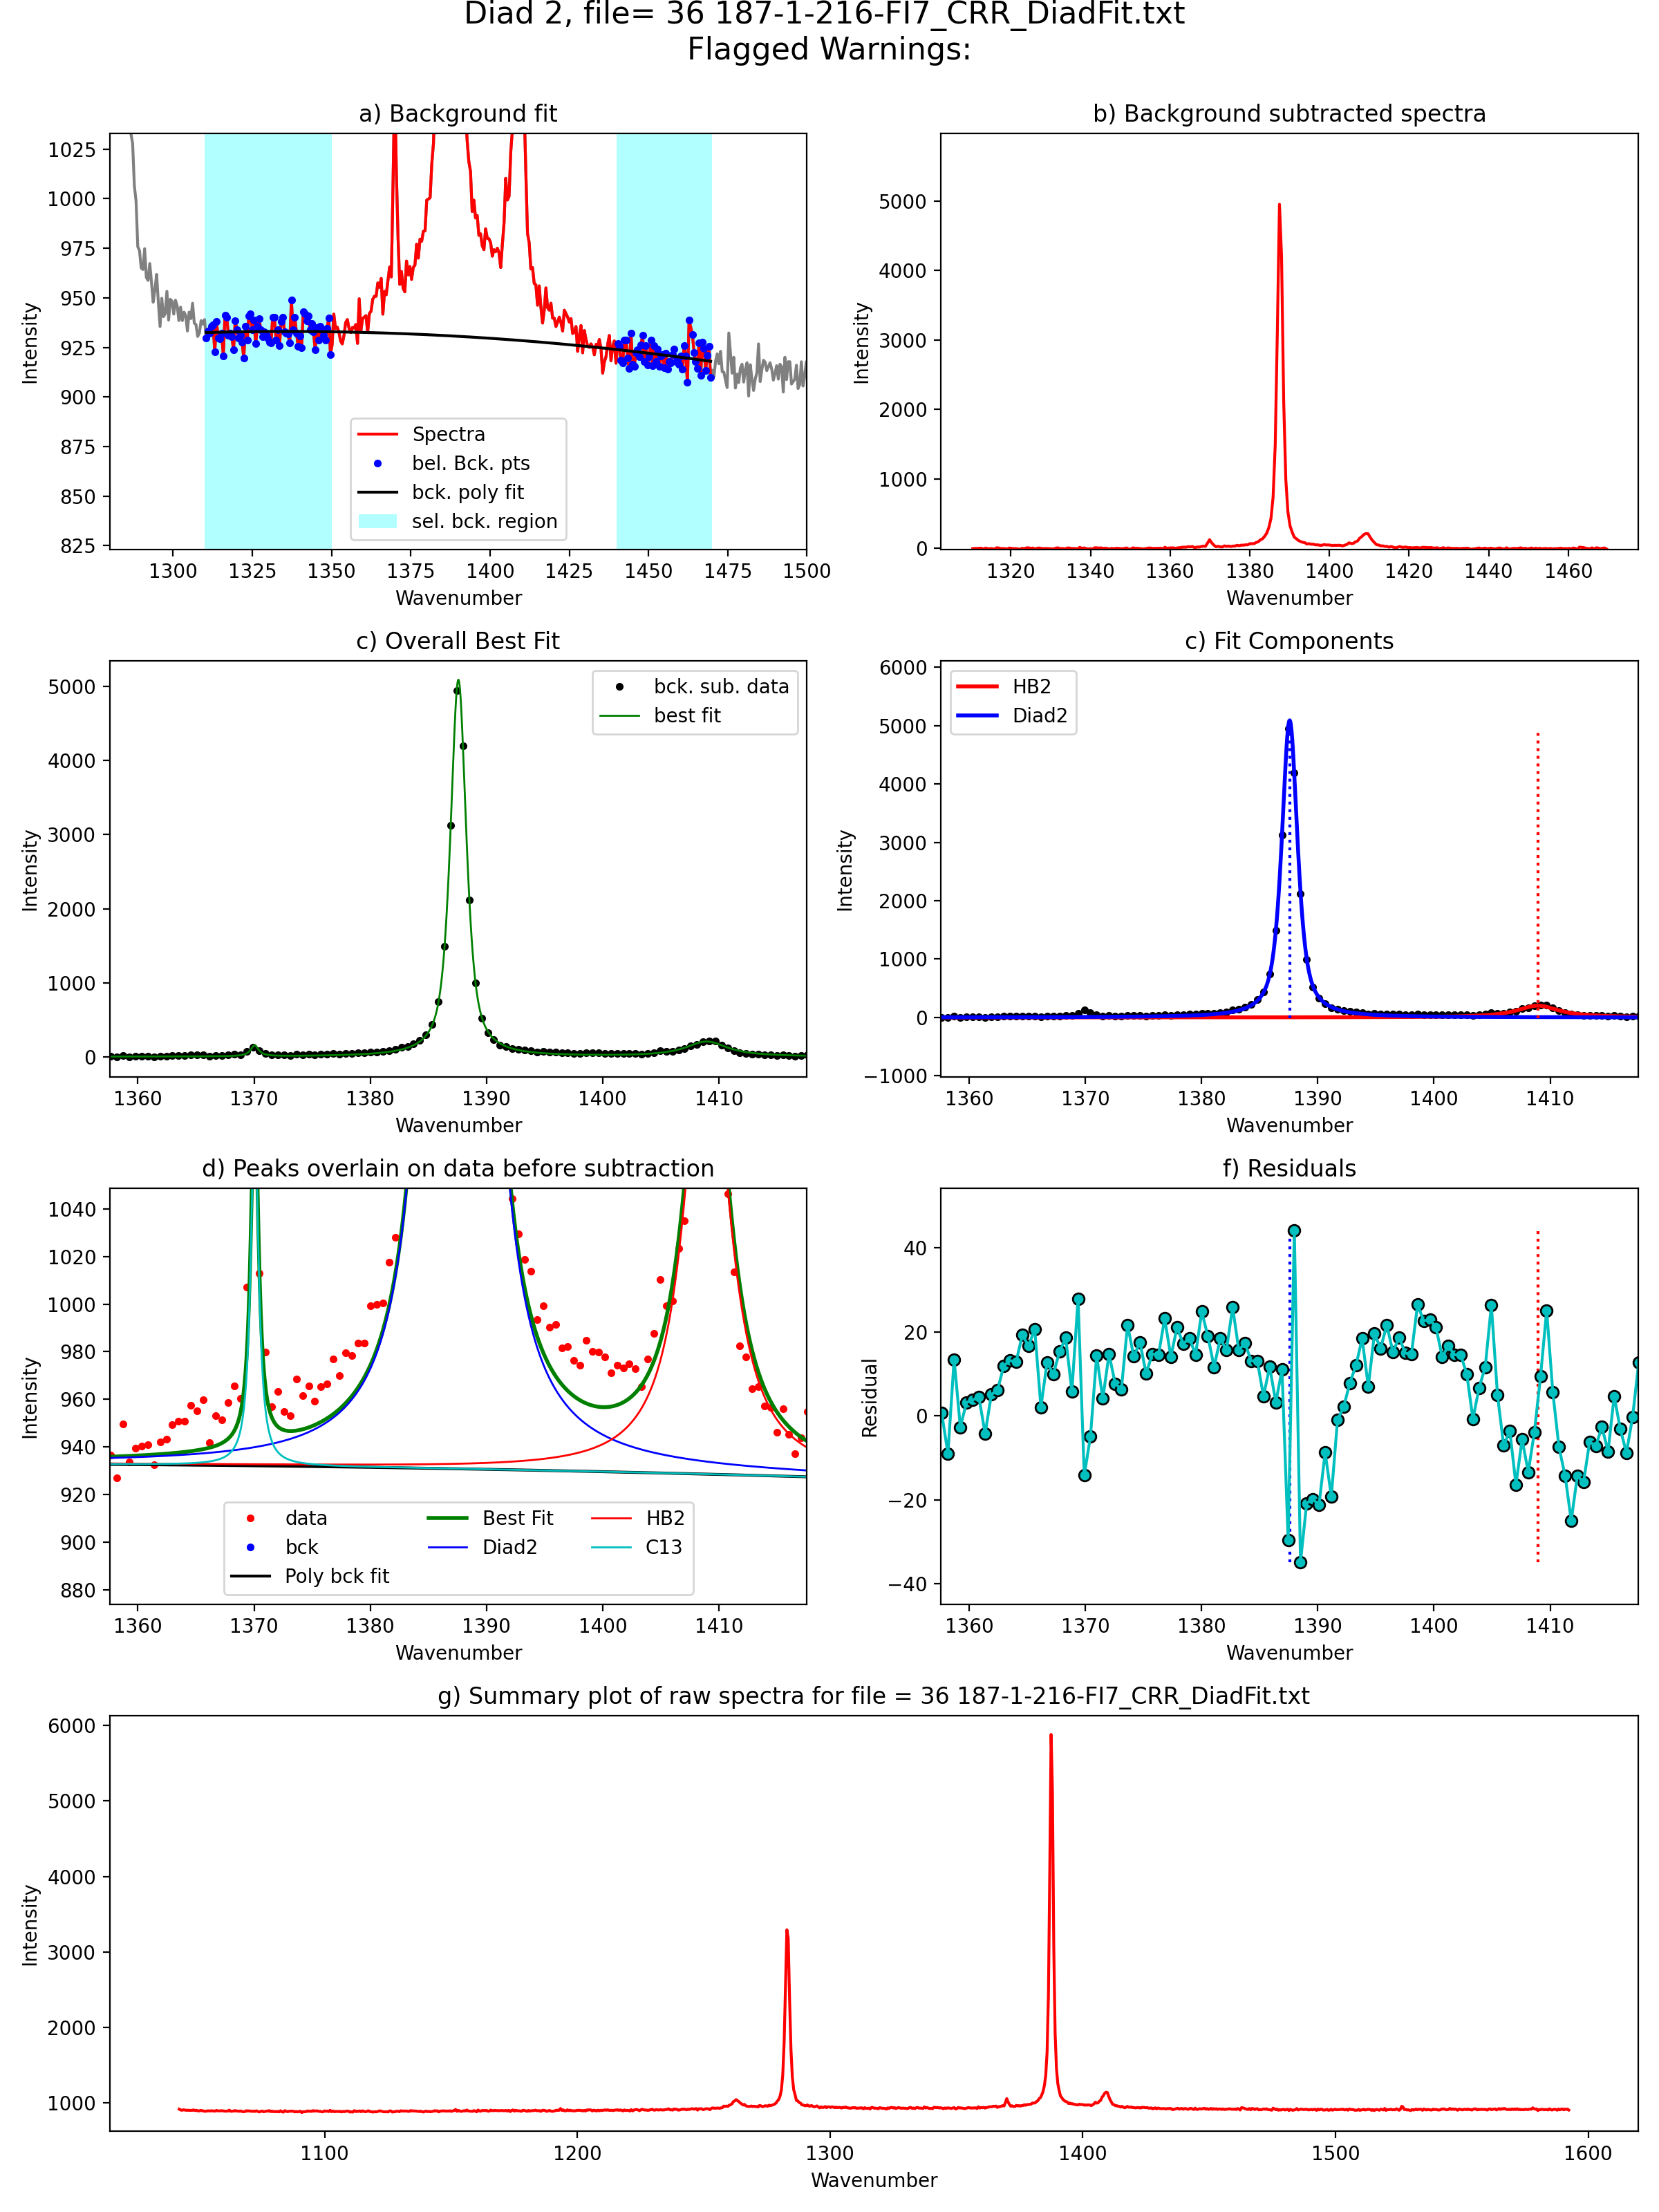 Diad 2, file= 36 187-1-216-FI7_CRR_DiadFit.txt
Flagged Warnings:
a) Background fit
Intensity
1025
1000
975
950
925
900
875
850
825
Spectra
bel. Bck. pts
bck. poly fit
sel. bck. region
1300 1325 1350 1375 1400 1425 1450 1475 1500
Wavenumber
b) Background subtracted spectra
Intensity
5000
4000
3000
2000
1000
0
1320 1340 1360 1380 1400 1420 1440 1460
Wavenumber
c) Overall Best Fit
Intensity
5000
4000
3000
2000
1000
0
bck. sub. data
best fit
1360 1370 1380 1390 1400 1410
Wavenumber
c) Fit Components
Intensity
6000
5000
4000
3000
2000
1000
0
−1000
HB2
Diad2
1360 1370 1380 1390 1400 1410
Wavenumber
d) Peaks overlain on data before subtraction
Intensity
1040
1020
1000
980
960
940
920
900
880
data Best Fit HB2
bck Diad2 C13
Poly bck fit
1360 1370 1380 1390 1400 1410
Wavenumber
f) Residuals
Residual
40
20
0
−20
−40
1360 1370 1380 1390 1400 1410
Wavenumber
g) Summary plot of raw spectra for file = 36 187-1-216-FI7_CRR_DiadFit.txt
Intensity
6000
5000
4000
3000
2000
1000
1100 1200 1300 1400 1500 1600
Wavenumber